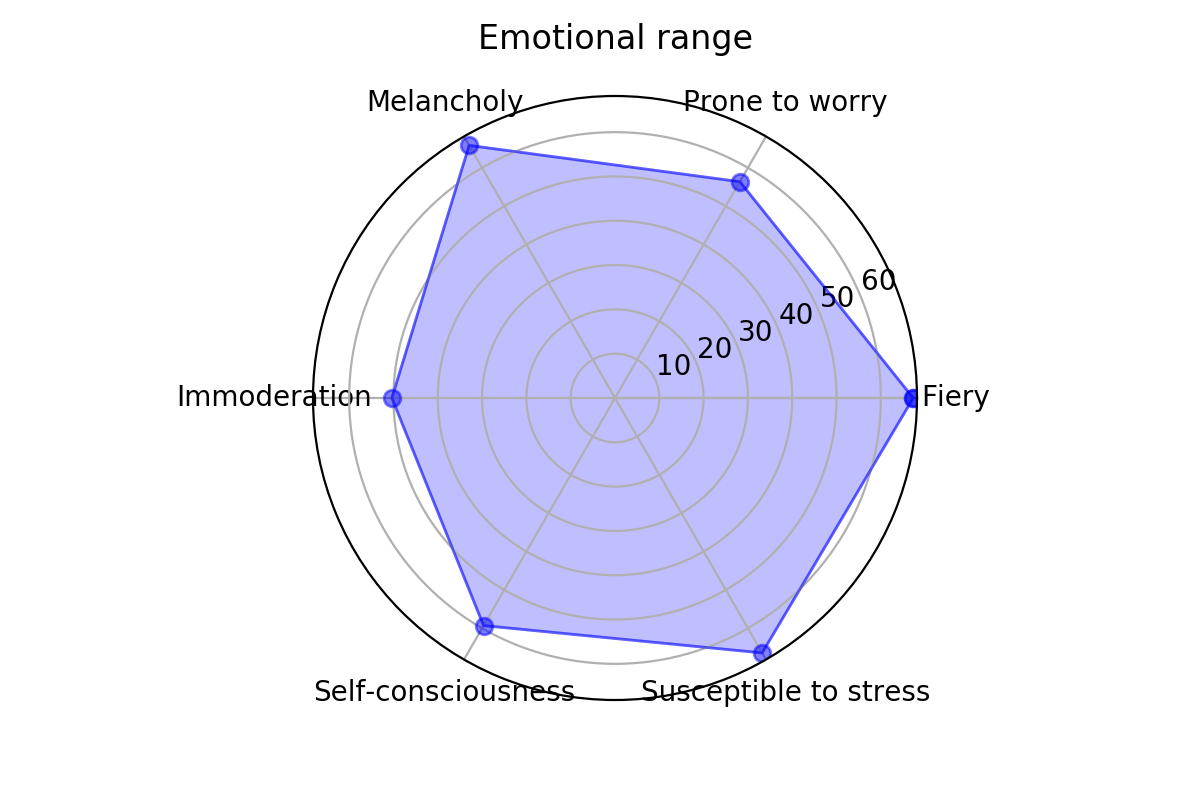 Emotional range
Melancholy
Prone to worry
60
50
40
30
20
10
Immoderation
Fiery
Self-consciousness
Susceptible to stress